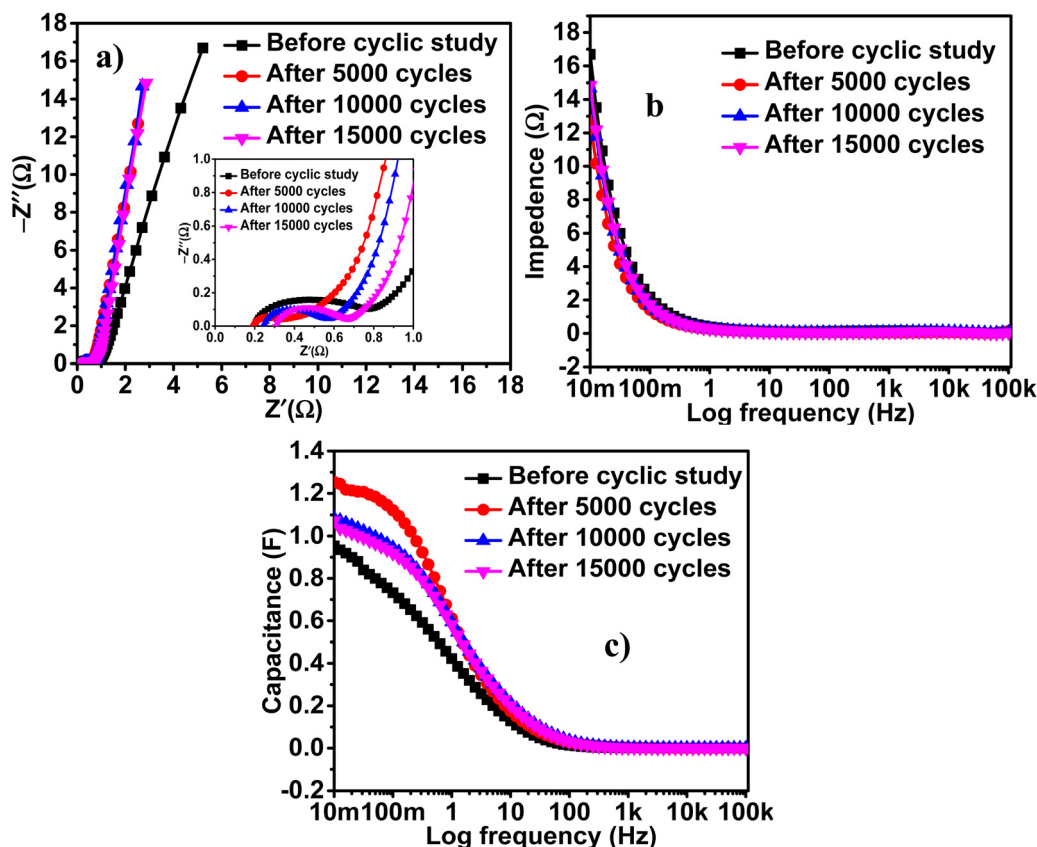 a)
Before cyclic study
After 5000 cycles
After 10000 cycles
After 15000 cycles
18
16
14
12
10
8
6
4
2
0
−Z''(Ω)
0 2 4 6 8 10 12 14 16 18
Z'(Ω)
Before cyclic study
After 5000 cycles
After 10000 cycles
After 15000 cycles
1.0
0.8
0.6
0.4
0.2
0.0
-Z''(Ω)
0.0 0.2 0.4 0.6 0.8 1.0
Z'(Ω)
b
Before cyclic study
After 5000 cycles
After 10000 cycles
After 15000 cycles
18
16
14
12
10
8
6
4
2
0
-2
Impedence (Ω)
10m 100m 1 10 100 1k 10k 100k
Log frequency (Hz)
c)
Before cyclic study
After 5000 cycles
After 10000 cycles
After 15000 cycles
1.4
1.2
1.0
0.8
0.6
0.4
0.2
0.0
-0.2
Capacitance (F)
10m 100m 1 10 100 1k 10k 100k
Log frequency (Hz)